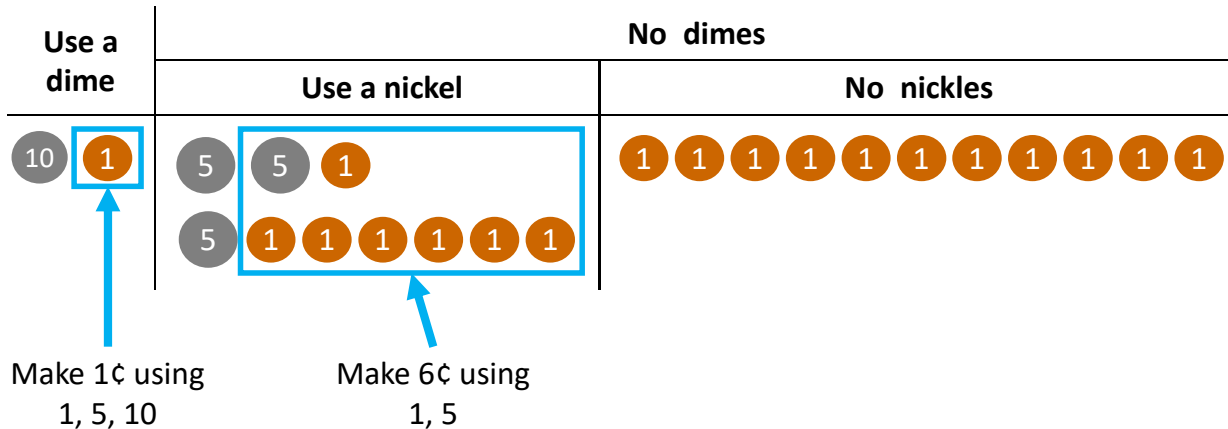 Use a
dime
No dimes
Use a nickel
No nickles
10 1
5 5 1
1 1 1 1 1 1 1 1 1 1 1
5 1 1 1 1 1 1
Make 1¢ using
1, 5, 10
Make 6¢ using
1, 5